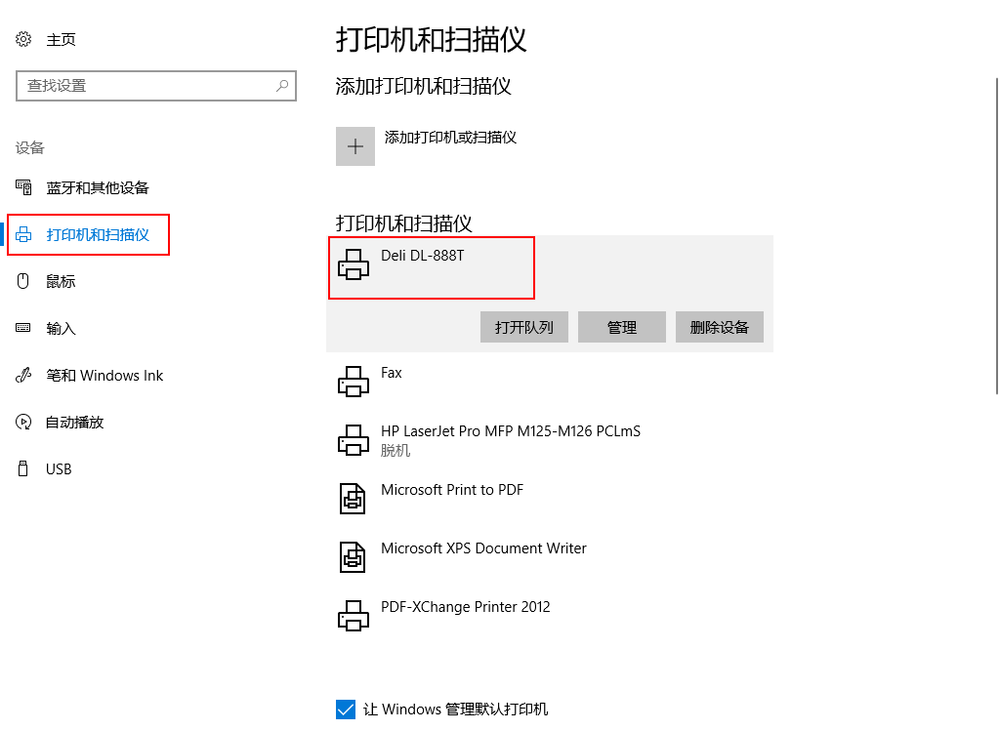 主页
查找设置
设备
蓝牙和其他设备
打印机和扫描仪
鼠标
输入
笔和 Windows Ink
自动播放
USB
打印机和扫描仪
添加打印机和扫描仪
添加打印机或扫描仪
打印机和扫描仪
Deli DL-888T
打开队列 管理 删除设备
Fax
HP LaserJet Pro MFP M125-M126 PCLmS
脱机
Microsoft Print to PDF
Microsoft XPS Document Writer
PDF-XChange Printer 2012
让 Windows 管理默认打印机